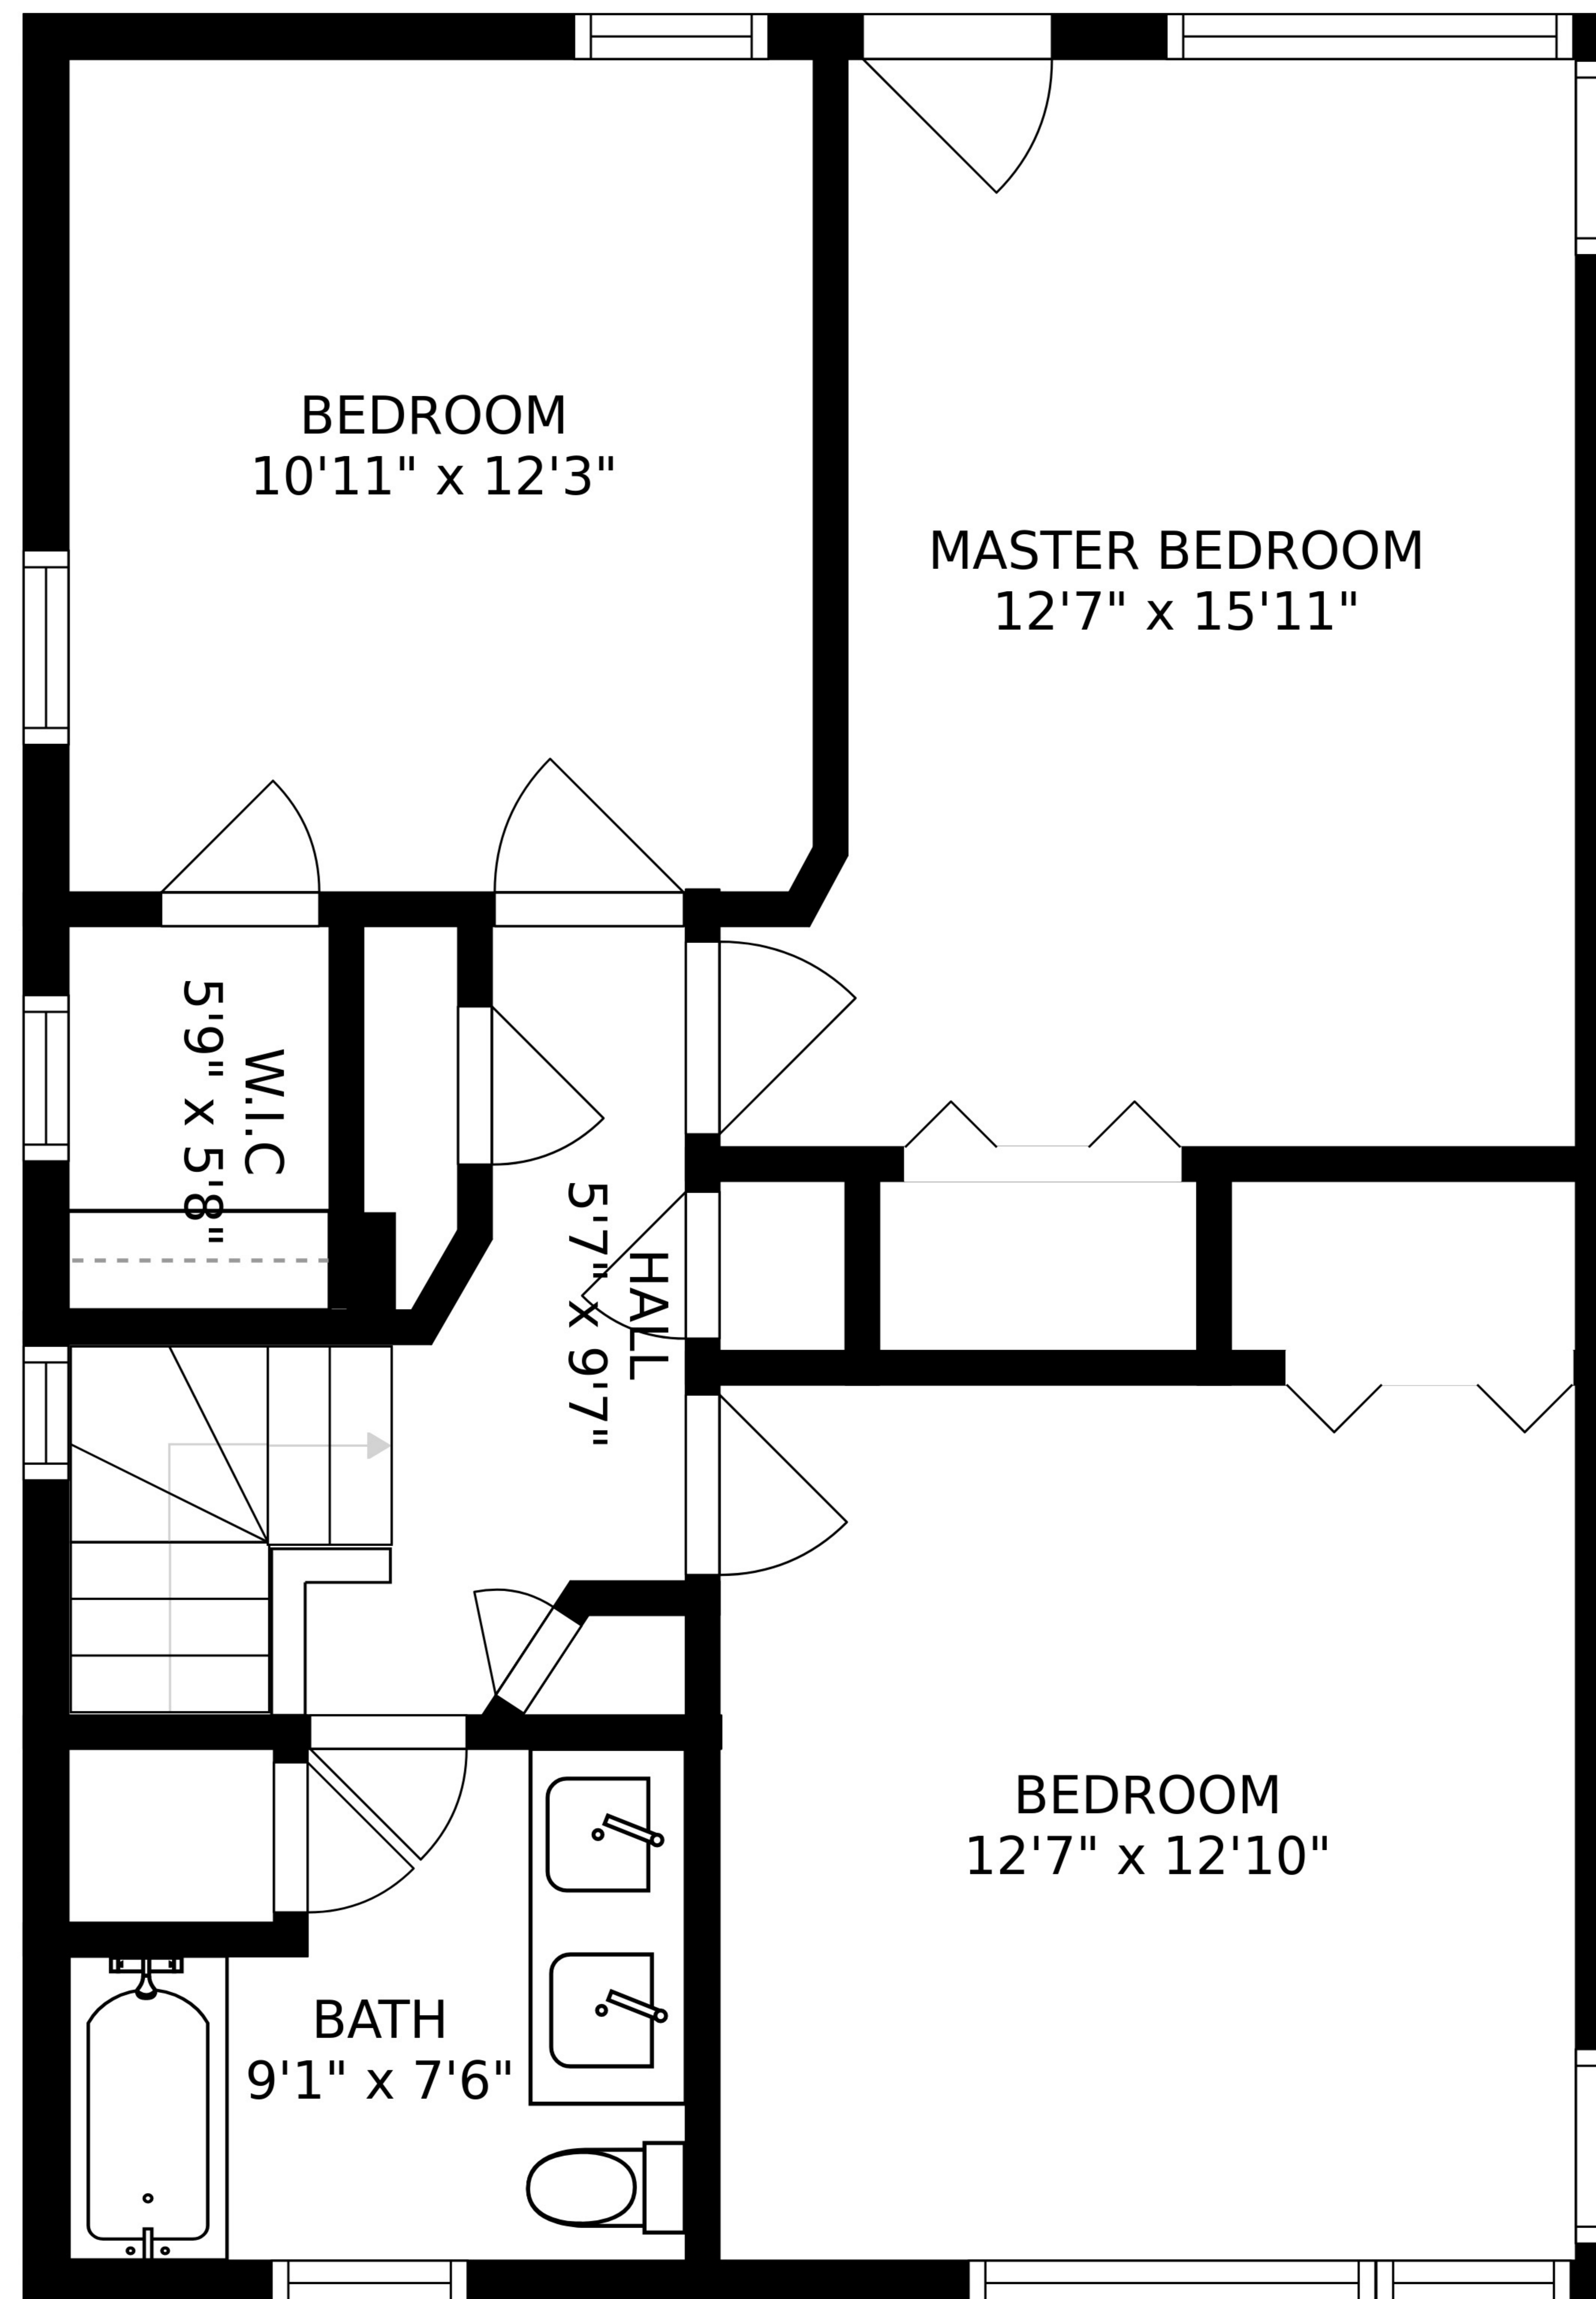 BEDROOM
10'11" x 12'3"
MASTER BEDROOM
12'7" x 15'11"
W.I.C
5'9" x 5'8"
HALL
5'7" x 9'7"
BEDROOM
12'7" x 12'10"
BATH
9'1" x 7'6"